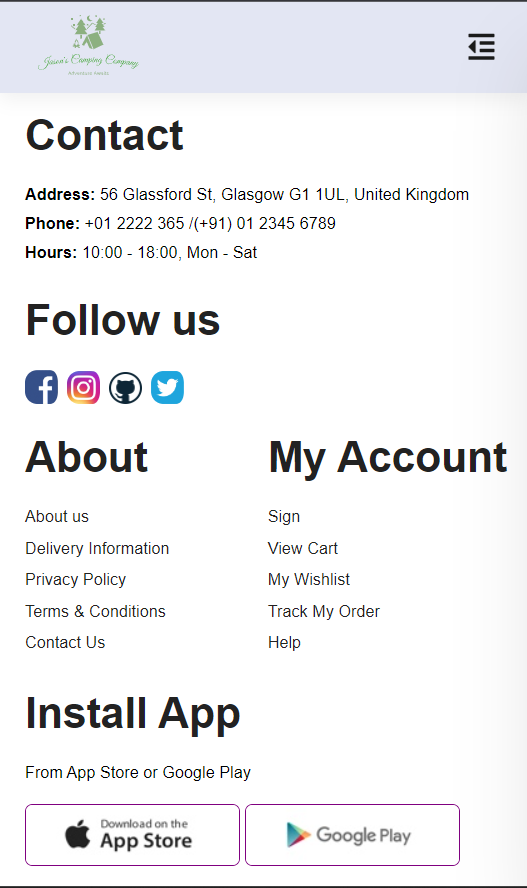 Jason's Camping Company
Adventure Awaits
Contact
Address: 56 Glassford St, Glasgow G1 1UL, United Kingdom
Phone: +01 2222 365 /(+91) 01 2345 6789
Hours: 10:00 - 18:00, Mon - Sat
Follow us
About
About us
Delivery Information
Privacy Policy
Terms & Conditions
Contact Us
My Account
Sign
View Cart
My Wishlist
Track My Order
Help
Install App
From App Store or Google Play
Download on the
App Store
Google Play